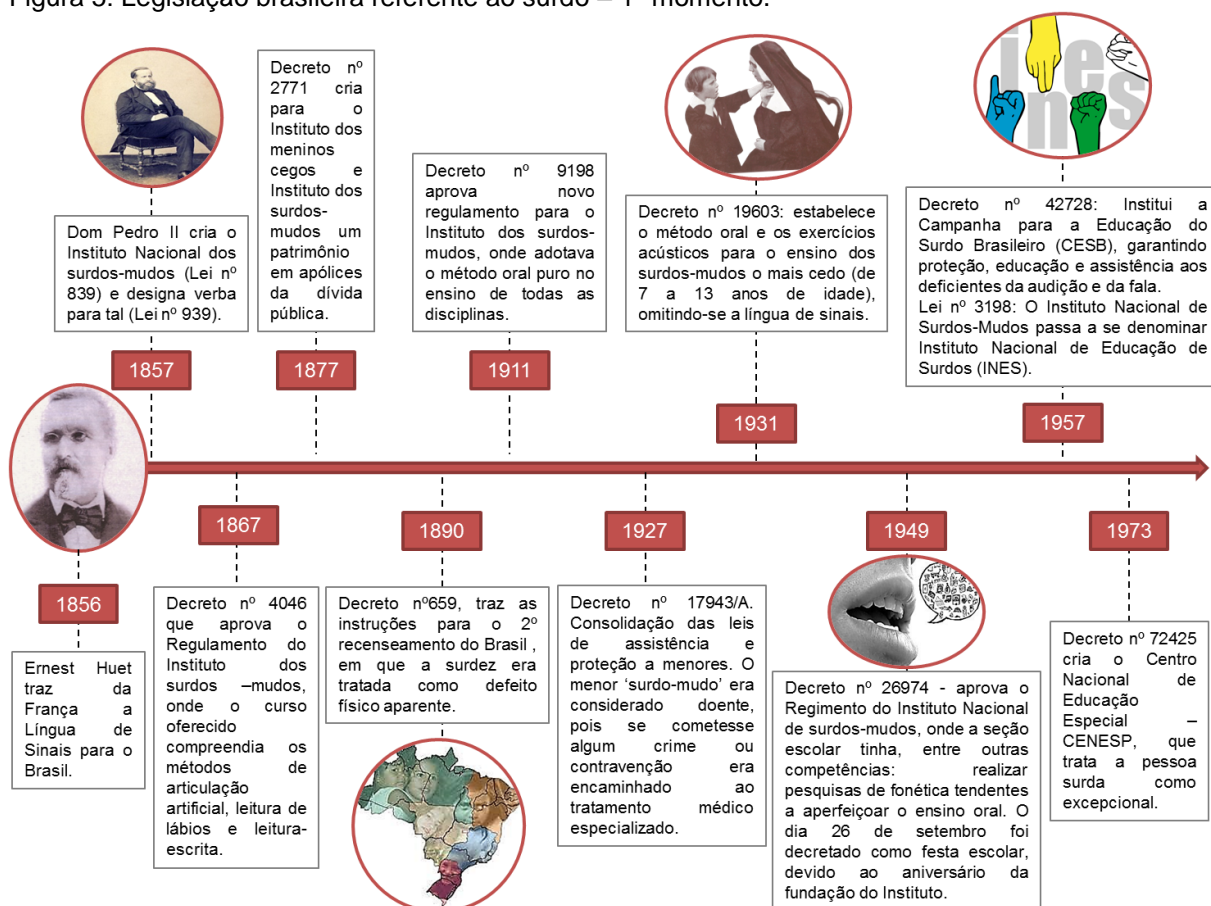 Figura 3. Legislação brasileira referente ao surdo – 1º momento.
Dom Pedro II cria o
Instituto Nacional dos
surdos-mudos (Lei nº
839) e designa verba
para tal (Lei nº 939).
1857
Decreto nº
2771 cria
para o
Instituto dos
meninos
cegos e
Instituto dos
surdos-
mudos um
patrimônio
em apólices
da dívida
pública.
1877
Decreto nº 9198
aprova novo
regulamento para o
Instituto dos surdos-
mudos, onde adotava
o método oral puro no
ensino de todas as
disciplinas.
1911
Decreto nº 19603: estabelece
o método oral e os exercícios
acústicos para o ensino dos
surdos-mudos o mais cedo (de
7 a 13 anos de idade),
omitindo-se a língua de sinais.
1931
ines
Decreto nº 42728: Institui a
Campanha para a Educação do
Surdo Brasileiro (CESB), garantindo
proteção, educação e assistência aos
deficientes da audição e da fala.
Lei nº 3198: O Instituto Nacional de
Surdos-Mudos passa a se denominar
Instituto Nacional de Educação de
Surdos (INES).
1957
1856
Ernest Huet
traz da
França a
Língua de
Sinais para o
Brasil.
1867
Decreto nº 4046
que aprova o
Regulamento do
Instituto dos
surdos –mudos,
onde o curso
oferecido
compreendia os
métodos de
articulação
artificial, leitura de
lábios e leitura-
escrita.
1890
Decreto nº659, traz as
instruções para o 2º
recenseamento do Brasil ,
em que a surdez era
tratada como defeito
físico aparente.
1927
Decreto nº 17943/A.
Consolidação das leis
de assistência e
proteção a menores. O
menor ‘surdo-mudo’ era
considerado doente,
pois se cometesse
algum crime ou
contravenção era
encaminhado ao
tratamento médico
especializado.
1949
Decreto nº 26974 - aprova o
Regimento do Instituto Nacional
de surdos-mudos, onde a seção
escolar tinha, entre outras
competências: realizar
pesquisas de fonética tendentes
a aperfeiçoar o ensino oral. O
dia 26 de setembro foi
decretado como festa escolar,
devido ao aniversário da
fundação do Instituto.
1973
Decreto nº 72425
cria o Centro
Nacional de
Educação
Especial –
CENESP, que
trata a pessoa
surda como
excepcional.